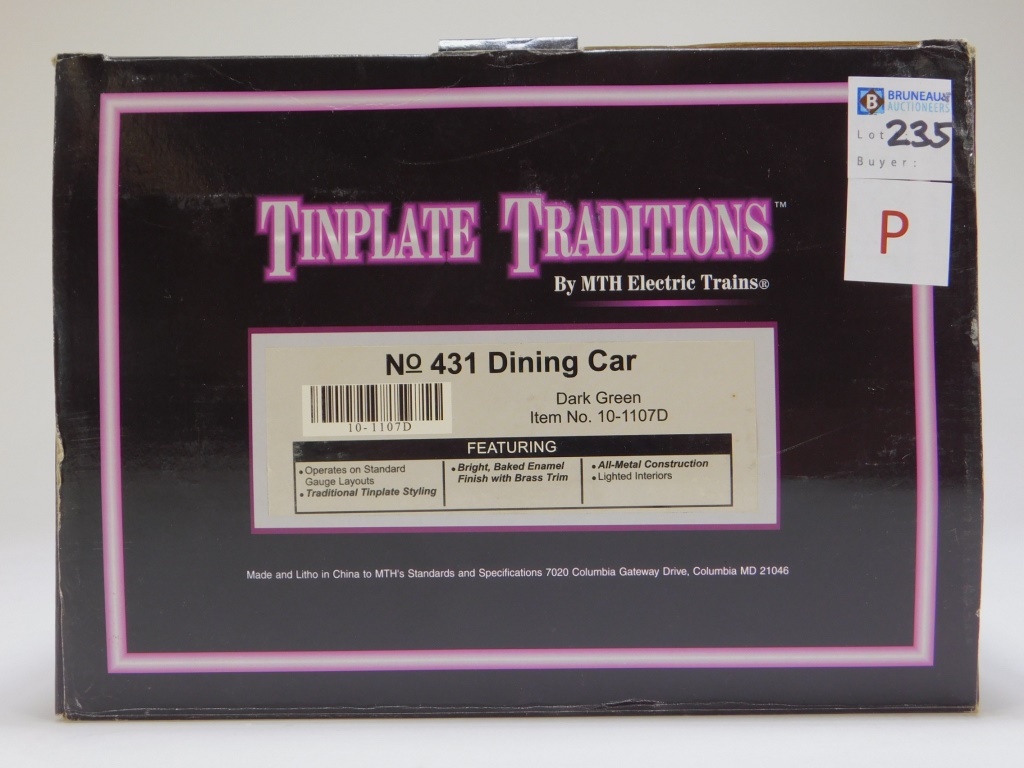 BRUNEAU &
AUCTIONEERS
Lot 235
Buyer:
P
TINPLATE TRADITIONS™
By MTH Electric Trains®
Nº 431 Dining Car
10-1107D
Dark Green
Item No. 10-1107D
FEATURING
• Operates on Standard
Gauge Layouts
• Traditional Tinplate Styling
• Bright, Baked Enamel
Finish with Brass Trim
• All-Metal Construction
• Lighted Interiors
Made and Litho in China to MTH's Standards and Specifications 7020 Columbia Gateway Drive, Columbia MD 21046